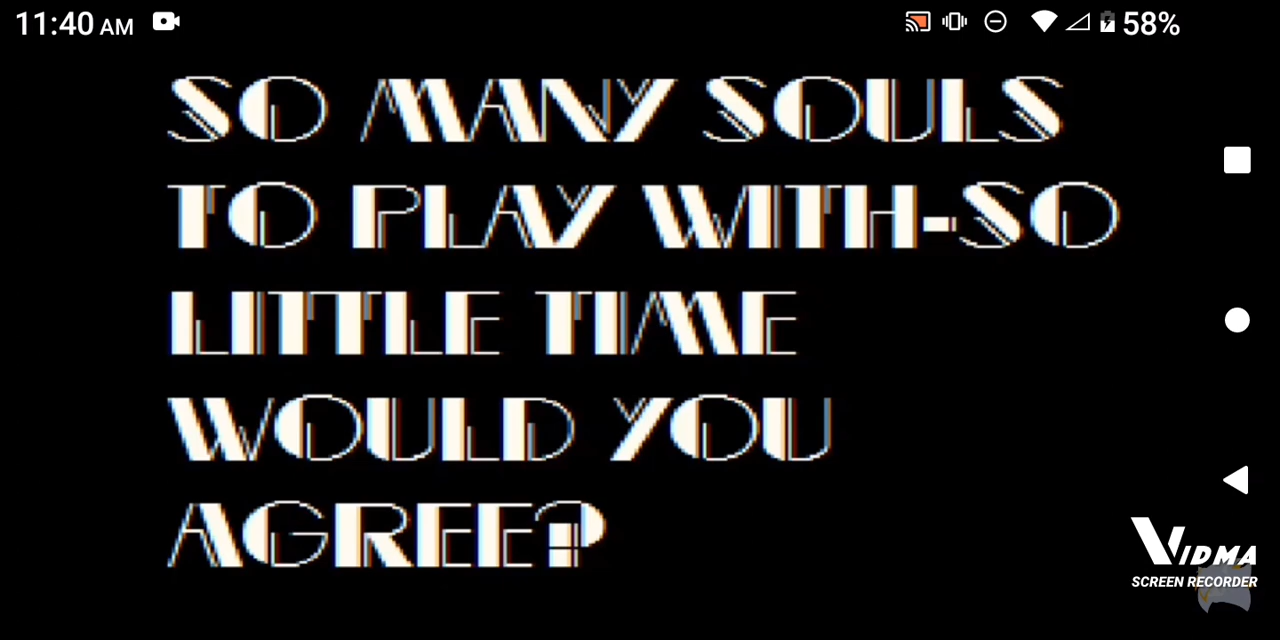 11:40 AM 58%
SO MANY SOULS
TO PLAY WITH-SO
LITTLE TIME
WOULD YOU
AGREE?
VIDMA
SCREEN RECORDER